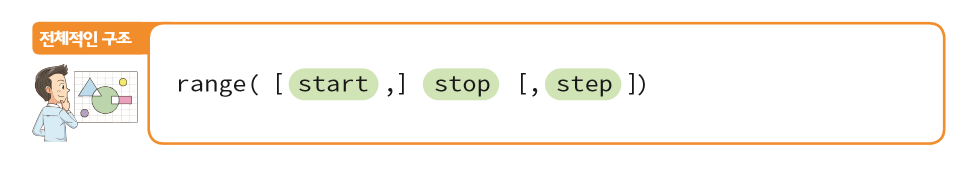 전체적인 구조
range( [ start ,] stop [, step ])